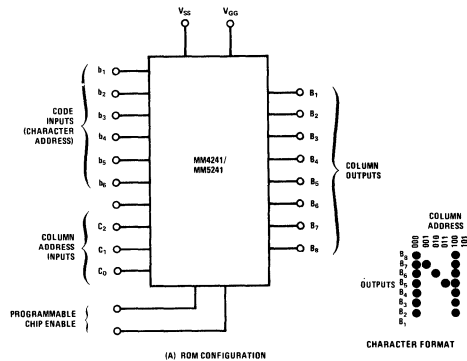 VSS
VGG
b1
b2
b3
b4
b5
b6
CODE
INPUTS
(CHARACTER
ADDRESS)
MM4241/
MM5241
B1
B2
B3
B4
B5
B6
B7
B8
COLUMN
OUTPUTS
C2
C1
C0
COLUMN
ADDRESS
INPUTS
PROGRAMMABLE
CHIP ENABLE
(A) ROM CONFIGURATION
COLUMN
ADDRESS
000
001
010
011
100
101
OUTPUTS
B8
B7
B6
B5
B4
B3
B2
B1
CHARACTER FORMAT